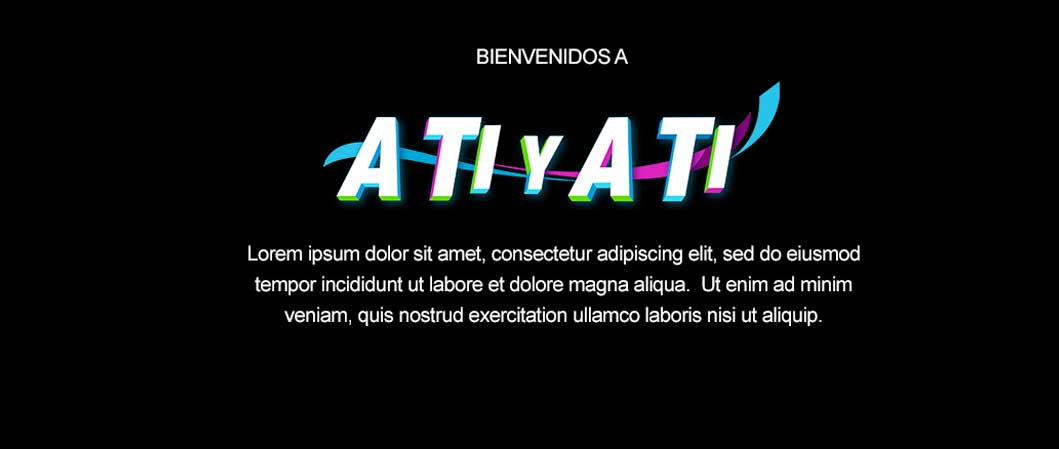 BIENVENIDOS A
ATI Y ATI
Lorem ipsum dolor sit amet, consectetur adipiscing elit, sed do eiusmod
tempor incididunt ut labore et dolore magna aliqua.  Ut enim ad minim
veniam, quis nostrud exercitation ullamco laboris nisi ut aliquip.